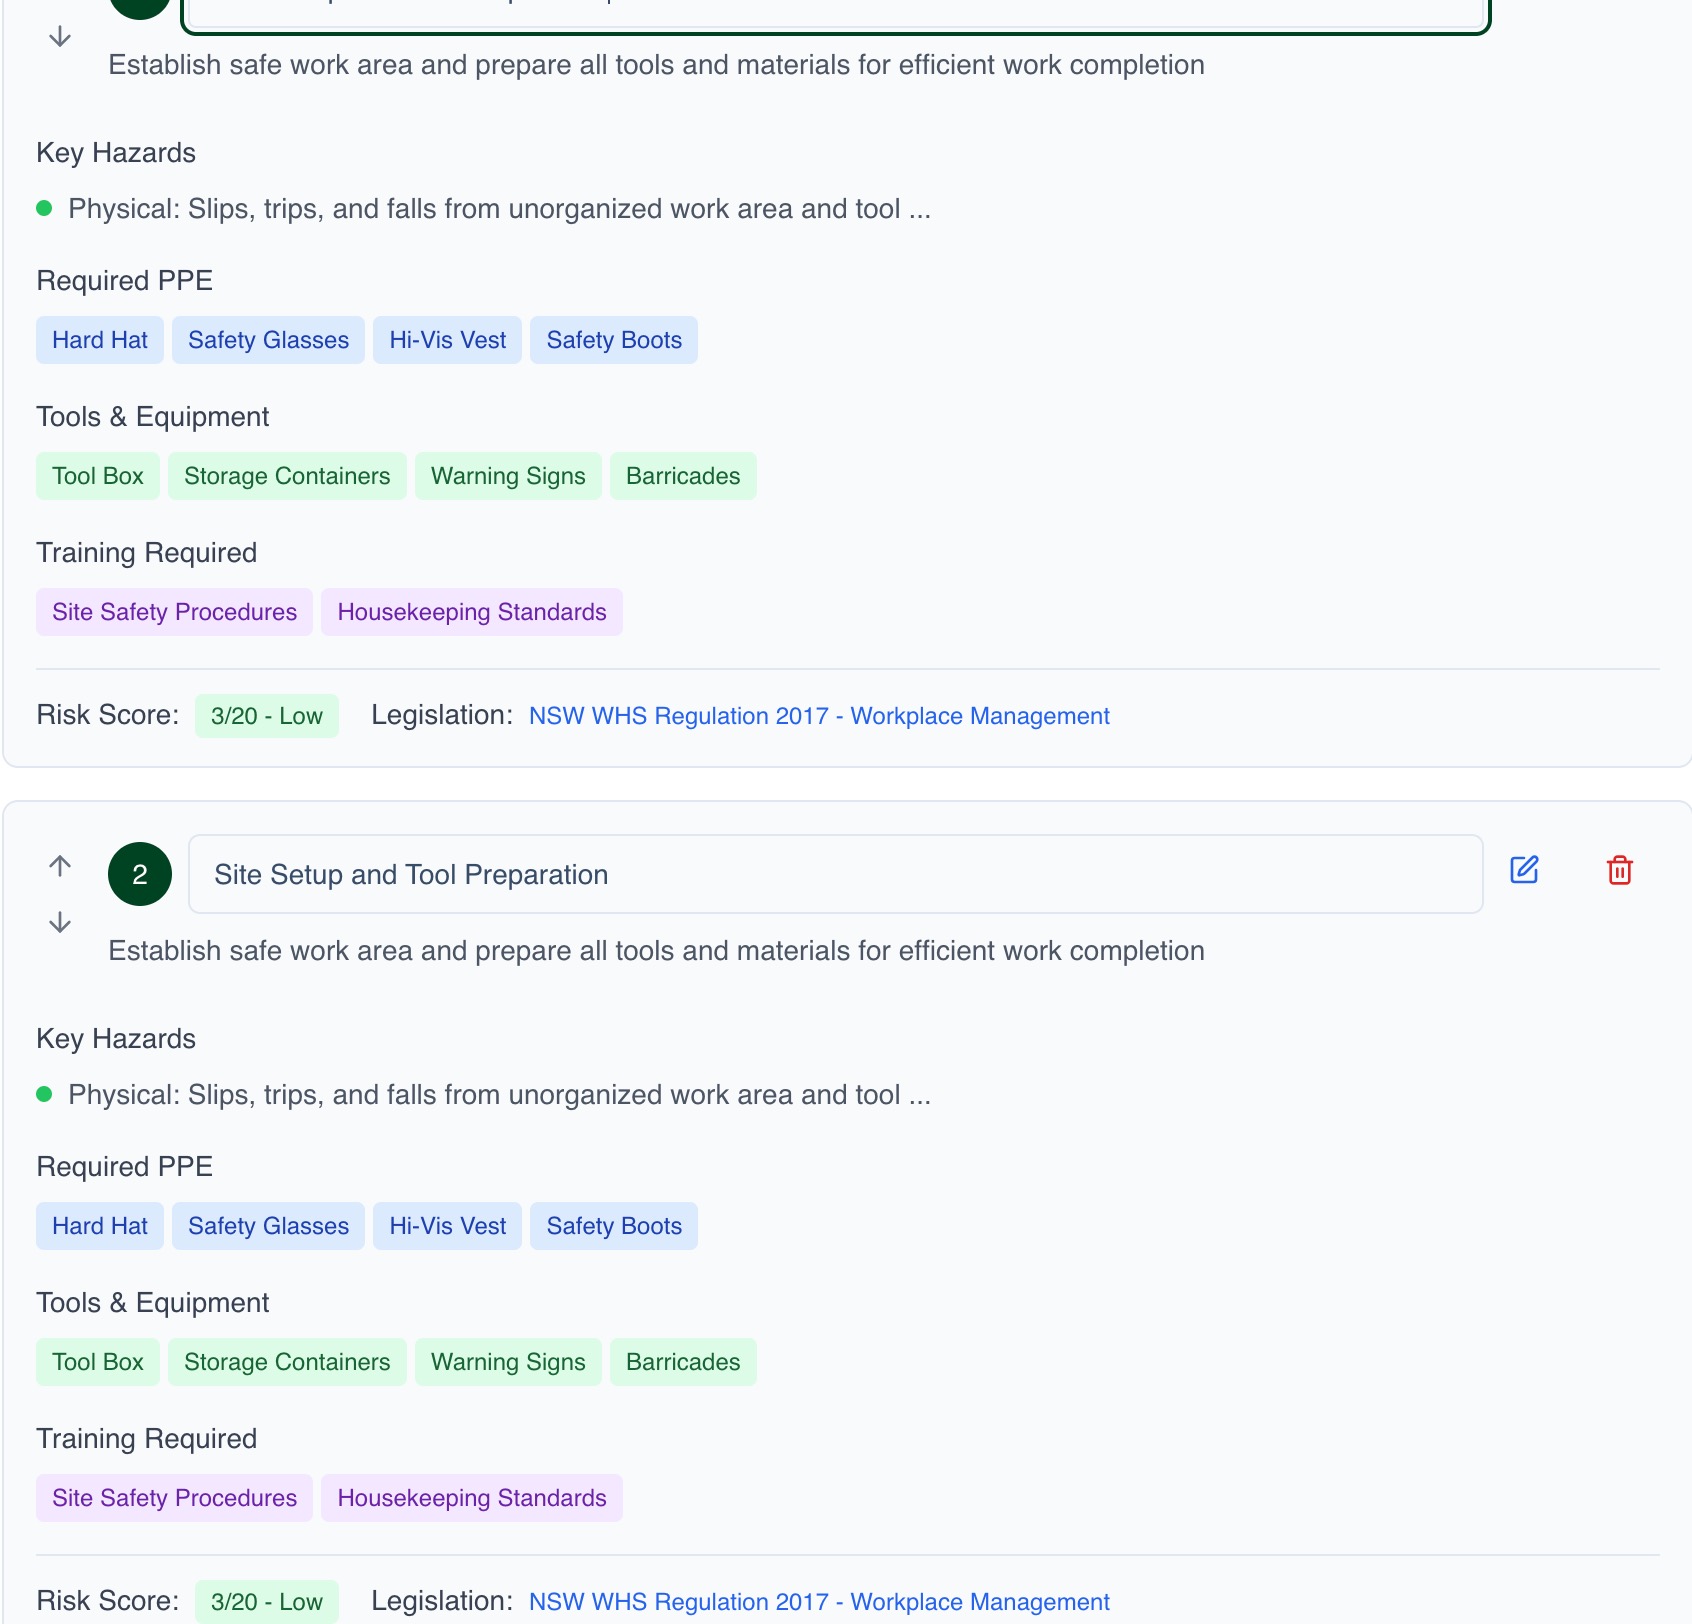 Establish safe work area and prepare all tools and materials for efficient work completion
Key Hazards
Physical: Slips, trips, and falls from unorganized work area and tool ...
Required PPE
Hard Hat Safety Glasses Hi-Vis Vest Safety Boots
Tools & Equipment
Tool Box Storage Containers Warning Signs Barricades
Training Required
Site Safety Procedures Housekeeping Standards
Risk Score: 3/20 - Low Legislation: NSW WHS Regulation 2017 - Workplace Management
2 Site Setup and Tool Preparation
Establish safe work area and prepare all tools and materials for efficient work completion
Key Hazards
Physical: Slips, trips, and falls from unorganized work area and tool ...
Required PPE
Hard Hat Safety Glasses Hi-Vis Vest Safety Boots
Tools & Equipment
Tool Box Storage Containers Warning Signs Barricades
Training Required
Site Safety Procedures Housekeeping Standards
Risk Score: 3/20 - Low Legislation: NSW WHS Regulation 2017 - Workplace Management